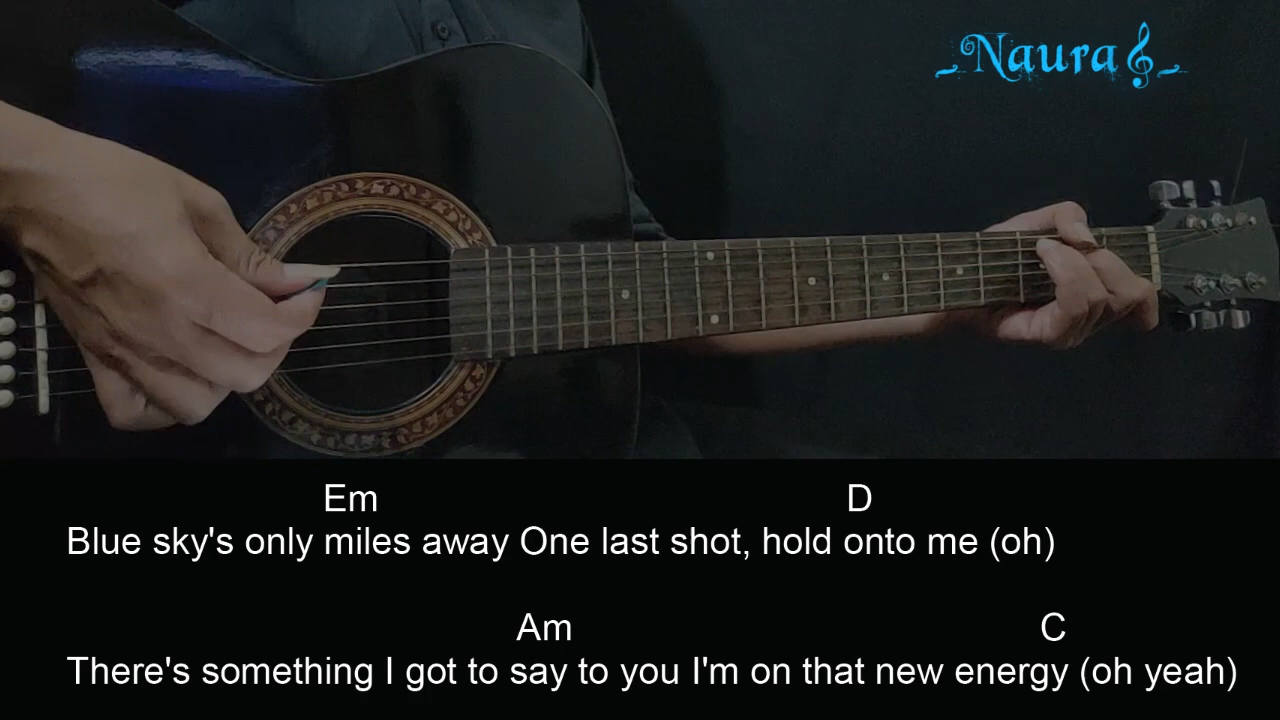 Naura
Em D
Blue sky's only miles away One last shot, hold onto me (oh)
Am C
There's something I got to say to you I'm on that new energy (oh yeah)